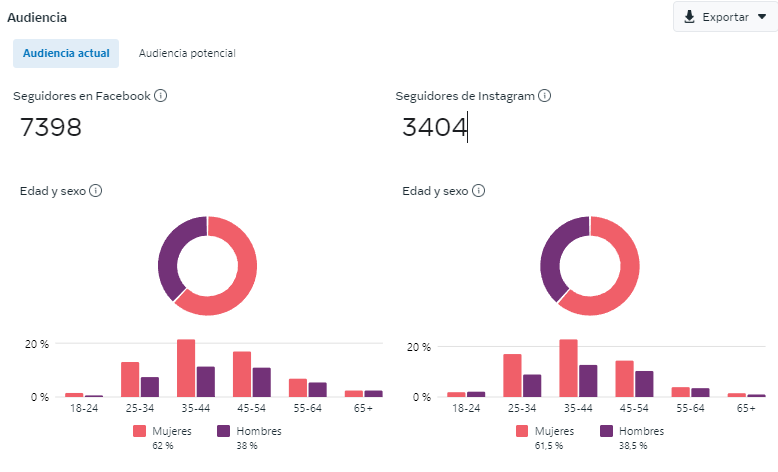 Audiencia
Exportar
Audiencia actual
Audiencia potencial
Seguidores en Facebook
7398
Seguidores de Instagram
3404
Edad y sexo
20 %
0 %
18-24 25-34 35-44 45-54 55-64 65+
Mujeres Hombres
62 % 38 %
Edad y sexo
20 %
0 %
18-24 25-34 35-44 45-54 55-64 65+
Mujeres Hombres
61,5 % 38,5 %